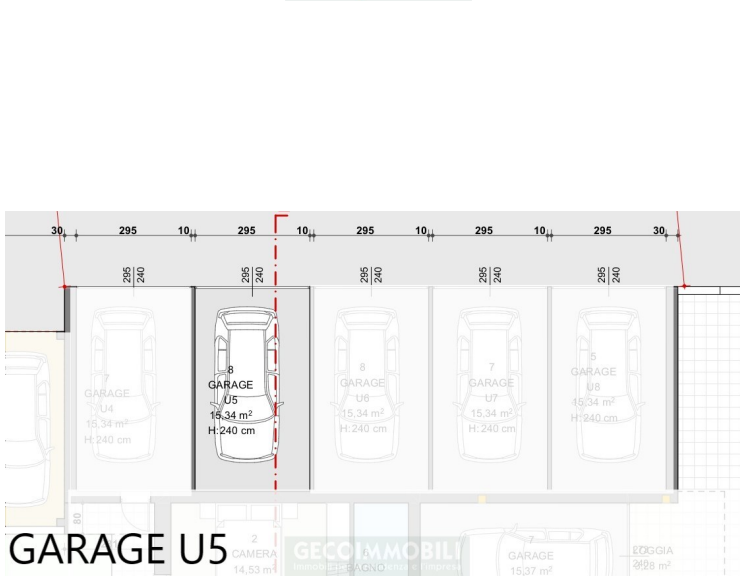 30 295 10 295 10 295 10 295 10 295 30
295 240 295 240 295 240 295 240 295 240
7 GARAGE U4 15,34 m² H:240 cm
8 GARAGE U5 15,34 m² H:240 cm
8 GARAGE U6 15,34 m² H:240 cm
7 GARAGE U7 15,34 m² H:240 cm
5 GARAGE U8 15,34 m² H:240 cm
80
GARAGE U5
2 CAMERA 14,53 m²
GECOIMMOBILI
BAGNO
GARAGE 15,37 m²
LOGGIA
240